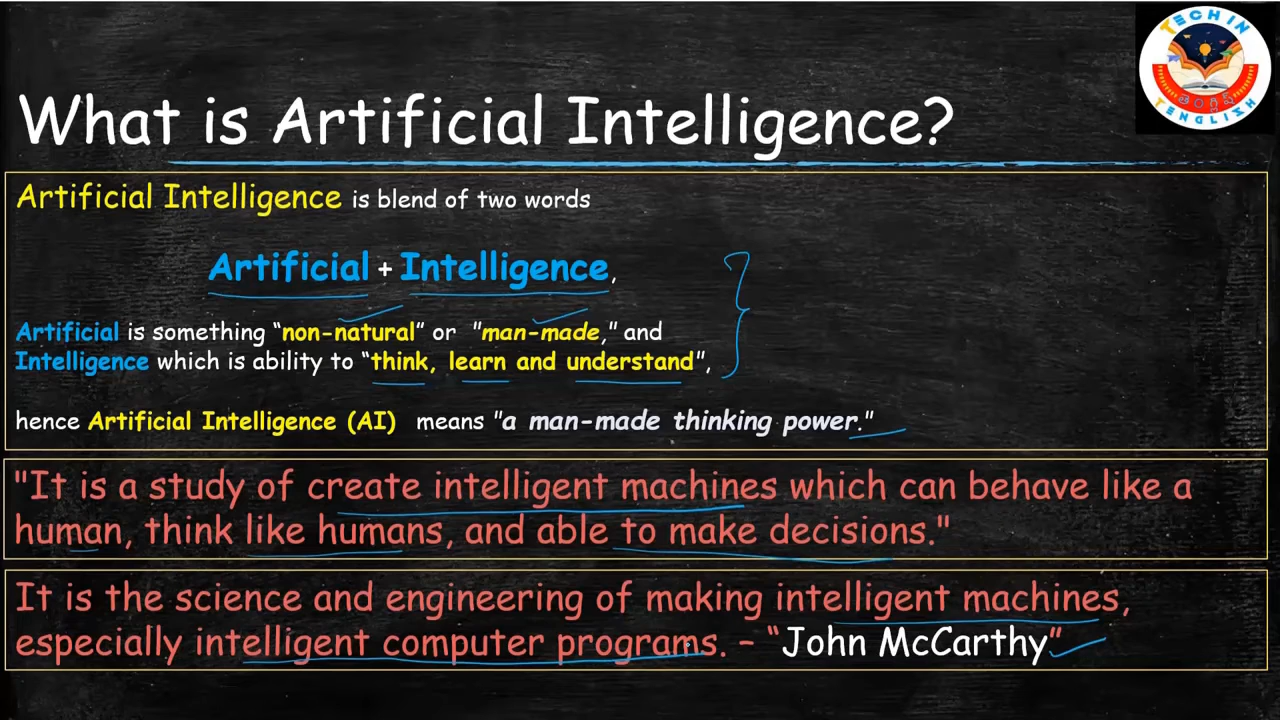 TECH IN
తెంగ్లీష్
TENGLISH
What is Artificial Intelligence?
Artificial Intelligence is blend of two words
Artificial + Intelligence,
Artificial is something “non-natural” or "man-made," and
Intelligence which is ability to “think, learn and understand”,
hence Artificial Intelligence (AI) means "a man-made thinking power."
"It is a study of create intelligent machines which can behave like a
human, think like humans, and able to make decisions."
It is the science and engineering of making intelligent machines,
especially intelligent computer programs. – “John McCarthy”